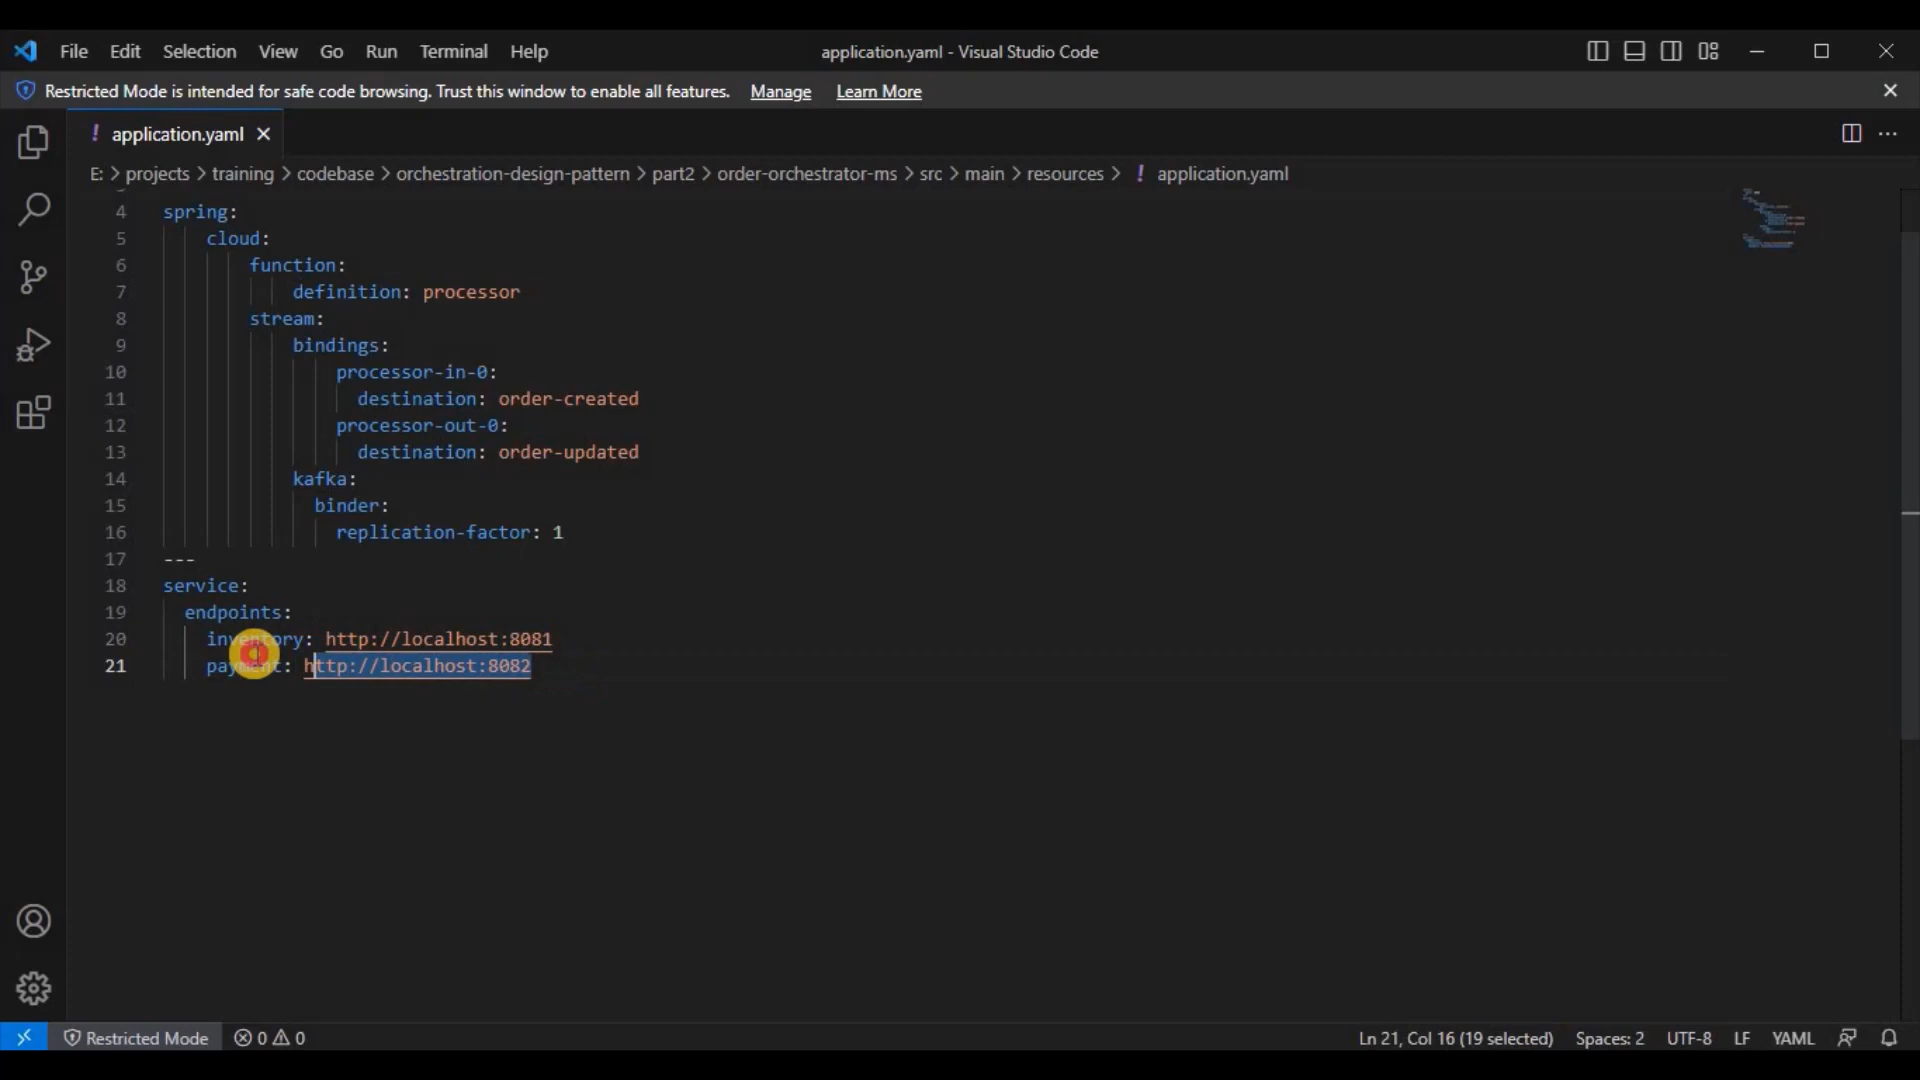 File Edit Selection View Go Run Terminal Help application.yaml - Visual Studio Code
Restricted Mode is intended for safe code browsing. Trust this window to enable all features. Manage Learn More
! application.yaml
E: > projects > training > codebase > orchestration-design-pattern > part2 > order-orchestrator-ms > src > main > resources > ! application.yaml
4 spring:
5 cloud:
6 function:
7 definition: processor
8 stream:
9 bindings:
10 processor-in-0:
11 destination: order-created
12 processor-out-0:
13 destination: order-updated
14 kafka:
15 binder:
16 replication-factor: 1
17 ---
18 service:
19 endpoints:
20 inventory: http://localhost:8081
21 payment: http://localhost:8082
Restricted Mode 0 0 Ln 21, Col 16 (19 selected) Spaces: 2 UTF-8 LF YAML